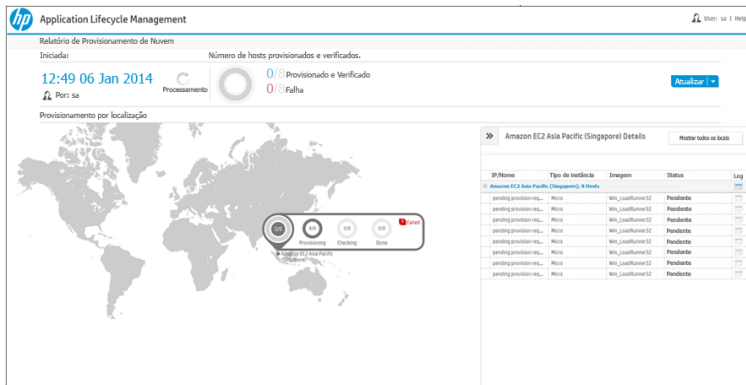 hp Application Lifecycle Management
User: sa | Help
Relatório de Provisionamento de Nuvem
Iniciada:
Número de hosts provisionados e verificados.
12:49 06 Jan 2014
Por: sa
Processamento
0/8 Provisionado e Verificado
0/8 Falha
Atualizar
Provisionamento por localização
Amazon EC2 Asia Pacific (Singapore) Details
Mostrar todos os locais
IP/Nome Tipo de instância Imagem Status Log
Amazon EC2 Asia Pacific (Singapore); 8 Hosts
pending provision req... Micro Win_LoadRunner32 Pendente
pending provision req... Micro Win_LoadRunner32 Pendente
pending provision req... Micro Win_LoadRunner32 Pendente
pending provision req... Micro Win_LoadRunner32 Pendente
pending provision req... Micro Win_LoadRunner32 Pendente
pending provision req... Micro Win_LoadRunner32 Pendente
pending provision req... Micro Win_LoadRunner32 Pendente
pending provision req... Micro Win_LoadRunner32 Pendente
0/8 0/8 0/8 0/8 Failed
Provisioning Checking Done
Amazon EC2 Asia Pacific
(Singapore)